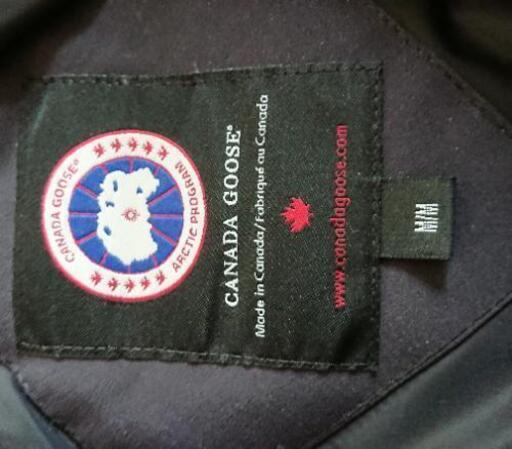 CANADA GOOSE®
ARCTIC PROGRAM
CANADA GOOSE®
Made in Canada/Fabriqué au Canada
www.canadagoose.com
M/M